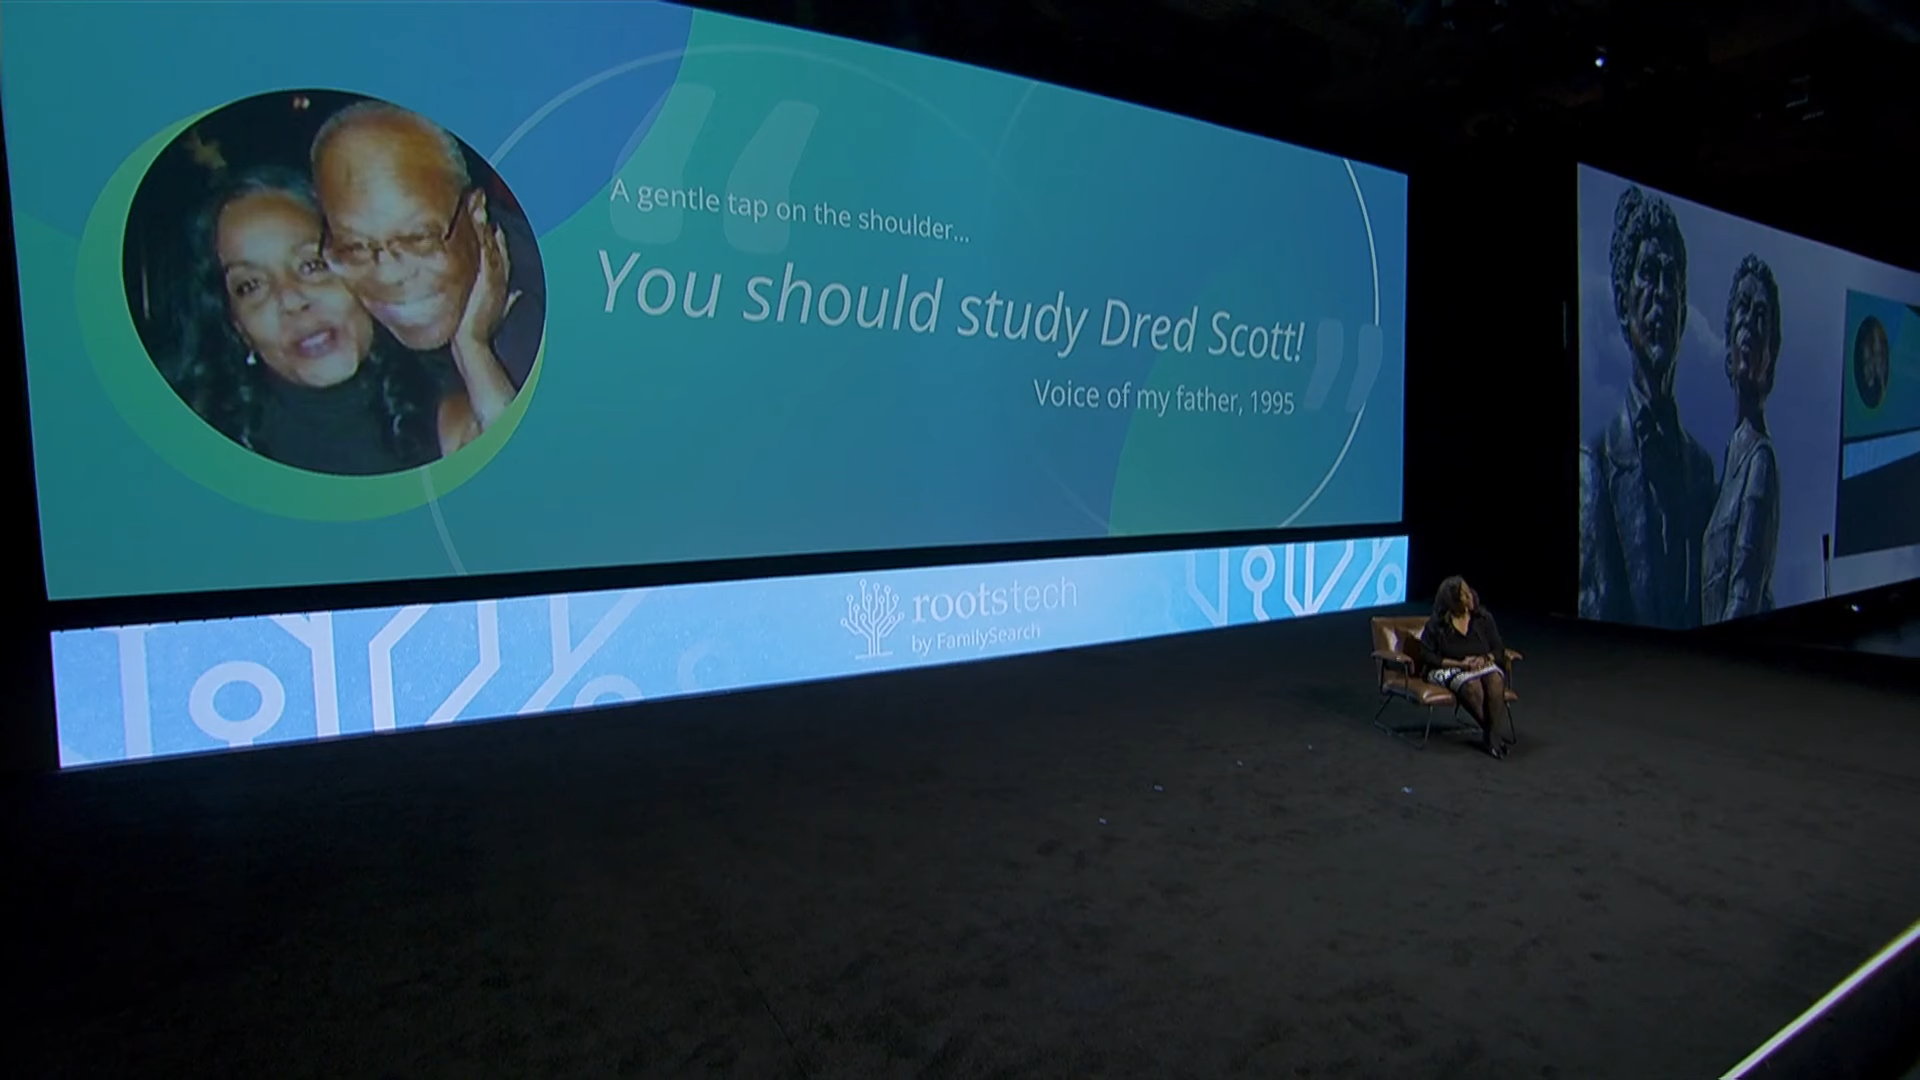 A gentle tap on the shoulder...
You should study Dred Scott!
Voice of my father, 1995
rootstech
by FamilySearch